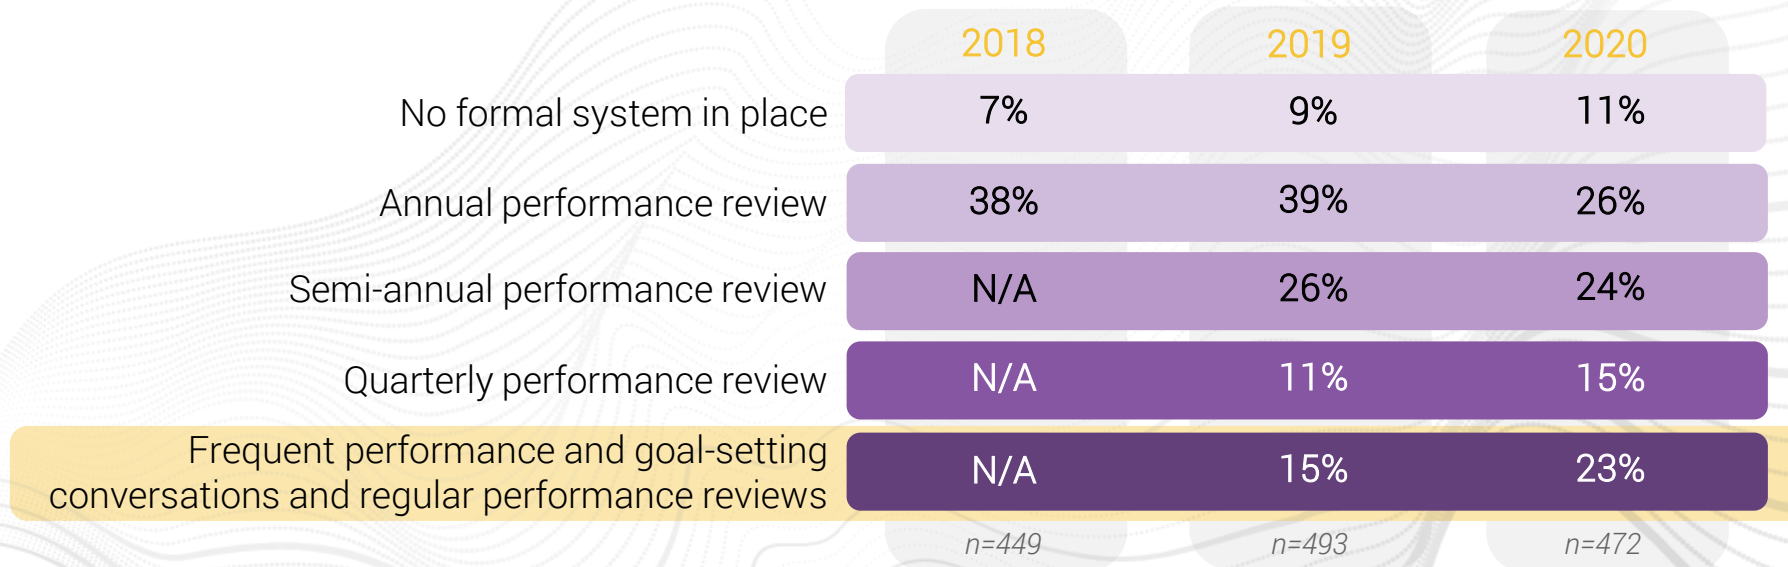 2018 2019 2020
No formal system in place 7% 9% 11%
Annual performance review 38% 39% 26%
Semi-annual performance review N/A 26% 24%
Quarterly performance review N/A 11% 15%
Frequent performance and goal-setting
conversations and regular performance reviews N/A 15% 23%
n=449 n=493 n=472